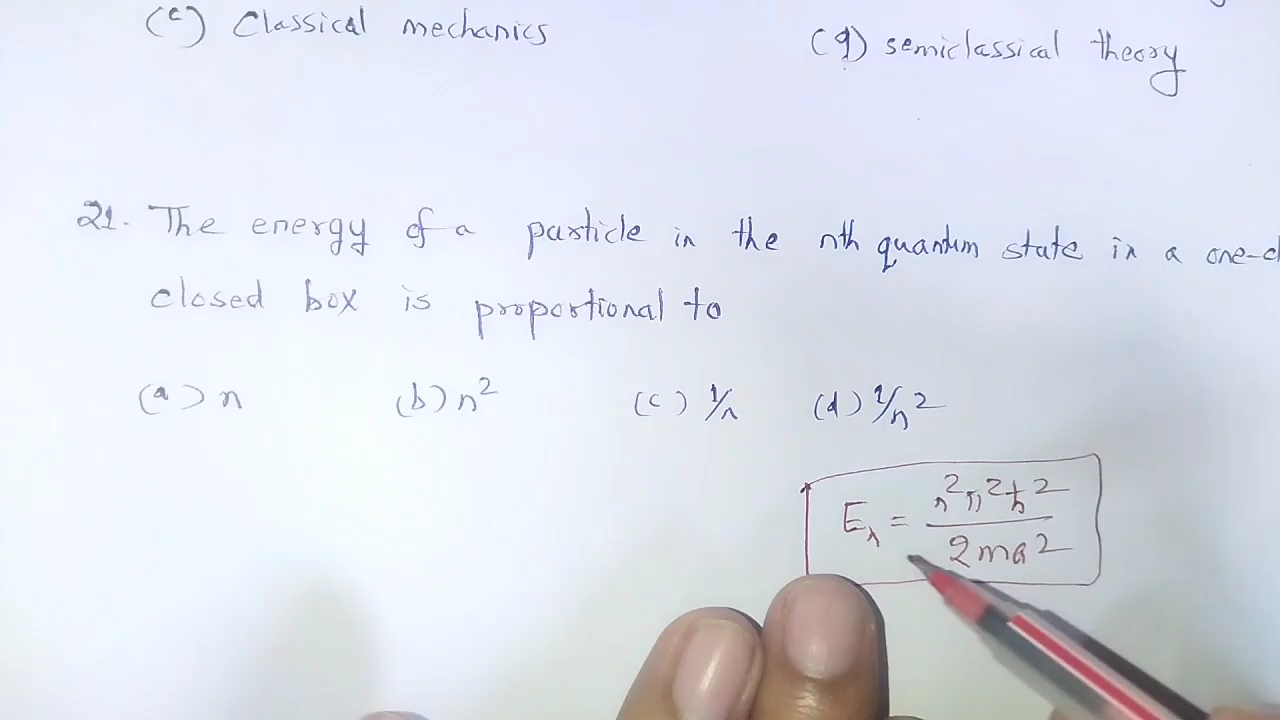 (c) Classical mechanics
(d) semiclassical theory
21. The energy of a particle in the nth quantum state in a one-d
closed box is proportional to
(a) n (b) n² (c) 1/n (d) 1/n²
Eₙ = n²π²ħ² / 2ma²